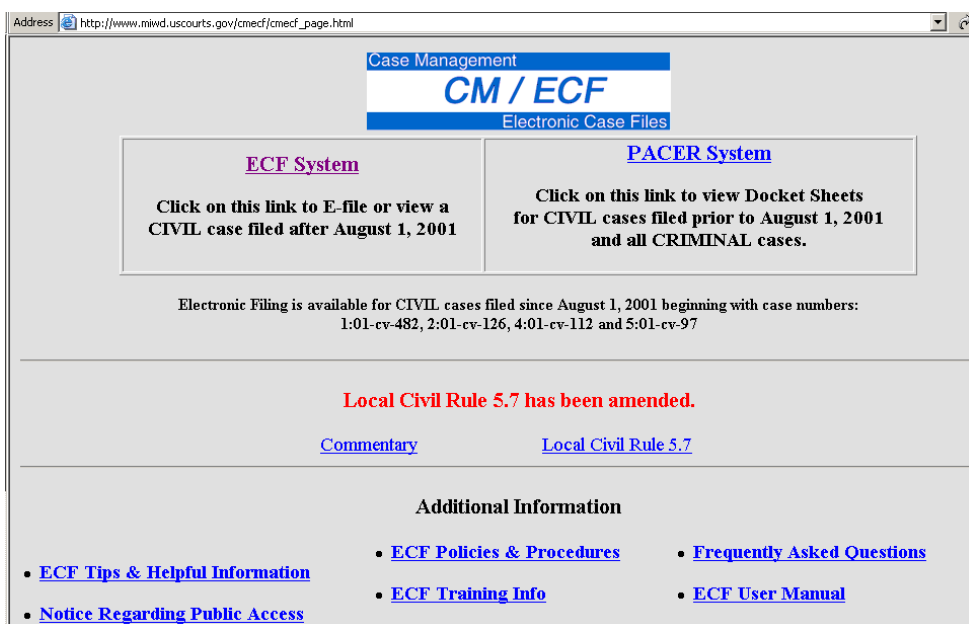 Address http://www.miwd.uscourts.gov/cmecf/cmecf_page.html
Case Management
CM / ECF
Electronic Case Files
ECF System
Click on this link to E-file or view a
CIVIL case filed after August 1, 2001
PACER System
Click on this link to view Docket Sheets
for CIVIL cases filed prior to August 1, 2001
and all CRIMINAL cases.
Electronic Filing is available for CIVIL cases filed since August 1, 2001 beginning with case numbers:
1:01-cv-482, 2:01-cv-126, 4:01-cv-112 and 5:01-cv-97
Local Civil Rule 5.7 has been amended.
Commentary Local Civil Rule 5.7
Additional Information
• ECF Tips & Helpful Information
• Notice Regarding Public Access
• ECF Policies & Procedures
• ECF Training Info
• Frequently Asked Questions
• ECF User Manual